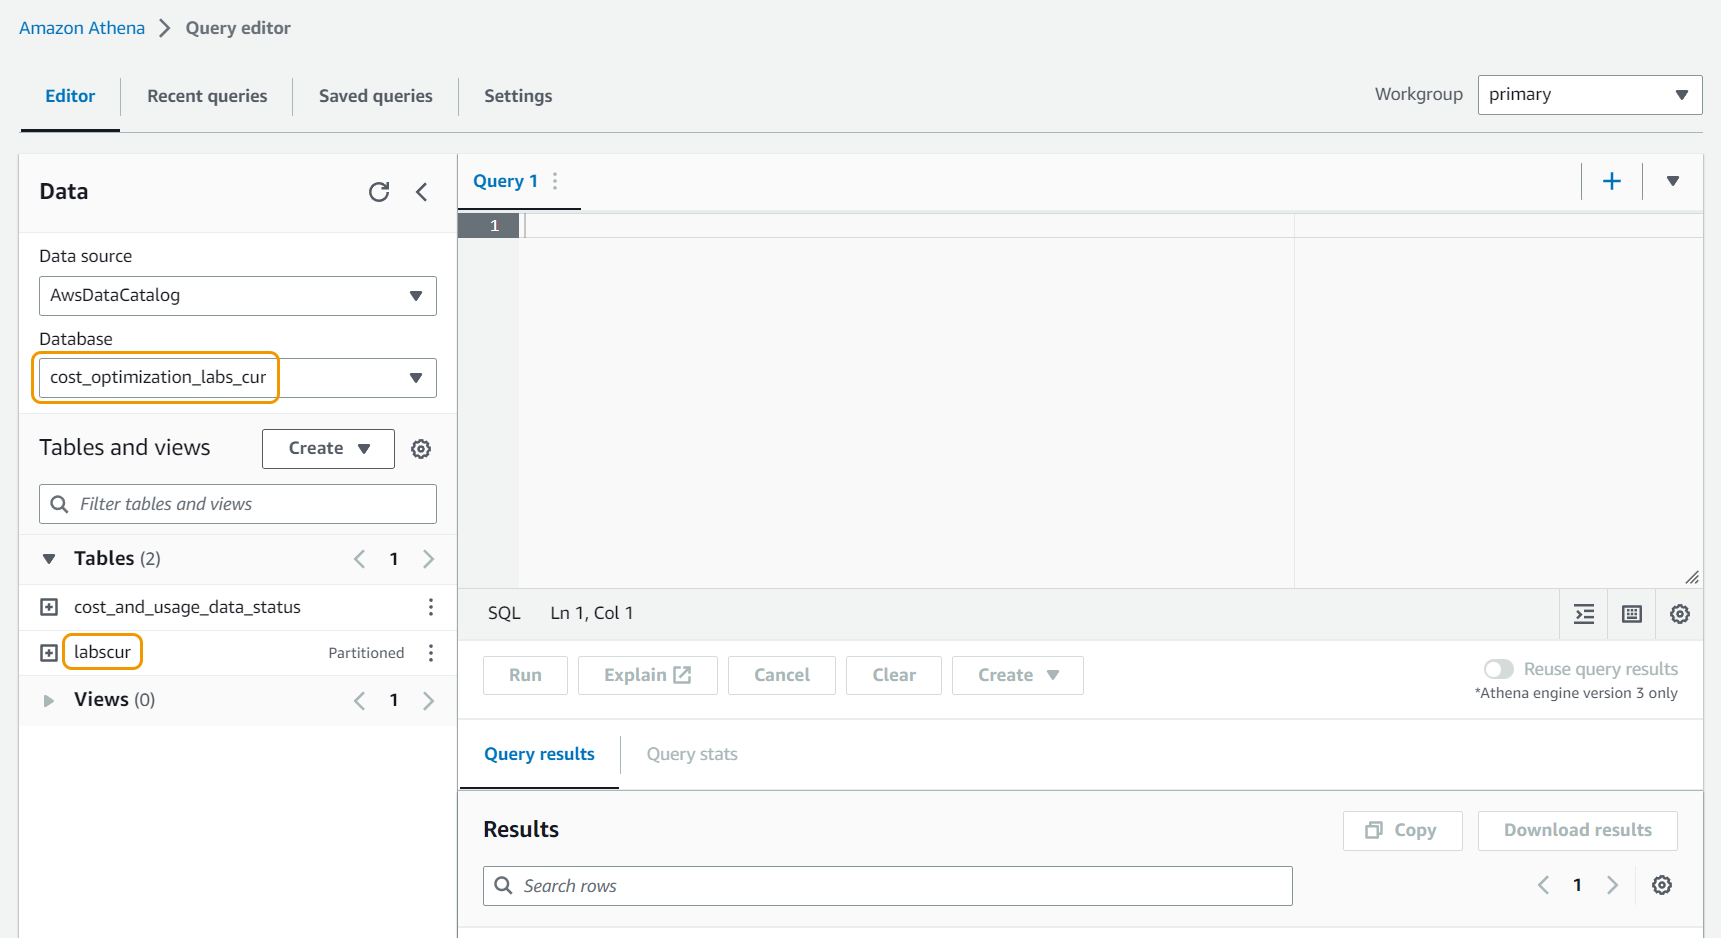 Amazon Athena > Query editor
Editor Recent queries Saved queries Settings
Workgroup primary
Data
Data source
AwsDataCatalog
Database
cost_optimization_labs_cur
Tables and views Create
Filter tables and views
Tables (2) < 1 >
cost_and_usage_data_status
labscur Partitioned
Views (0) < 1 >
Query 1
1
SQL Ln 1, Col 1
Run Explain Cancel Clear Create
Reuse query results
*Athena engine version 3 only
Query results Query stats
Results Copy Download results
Search rows < 1 >